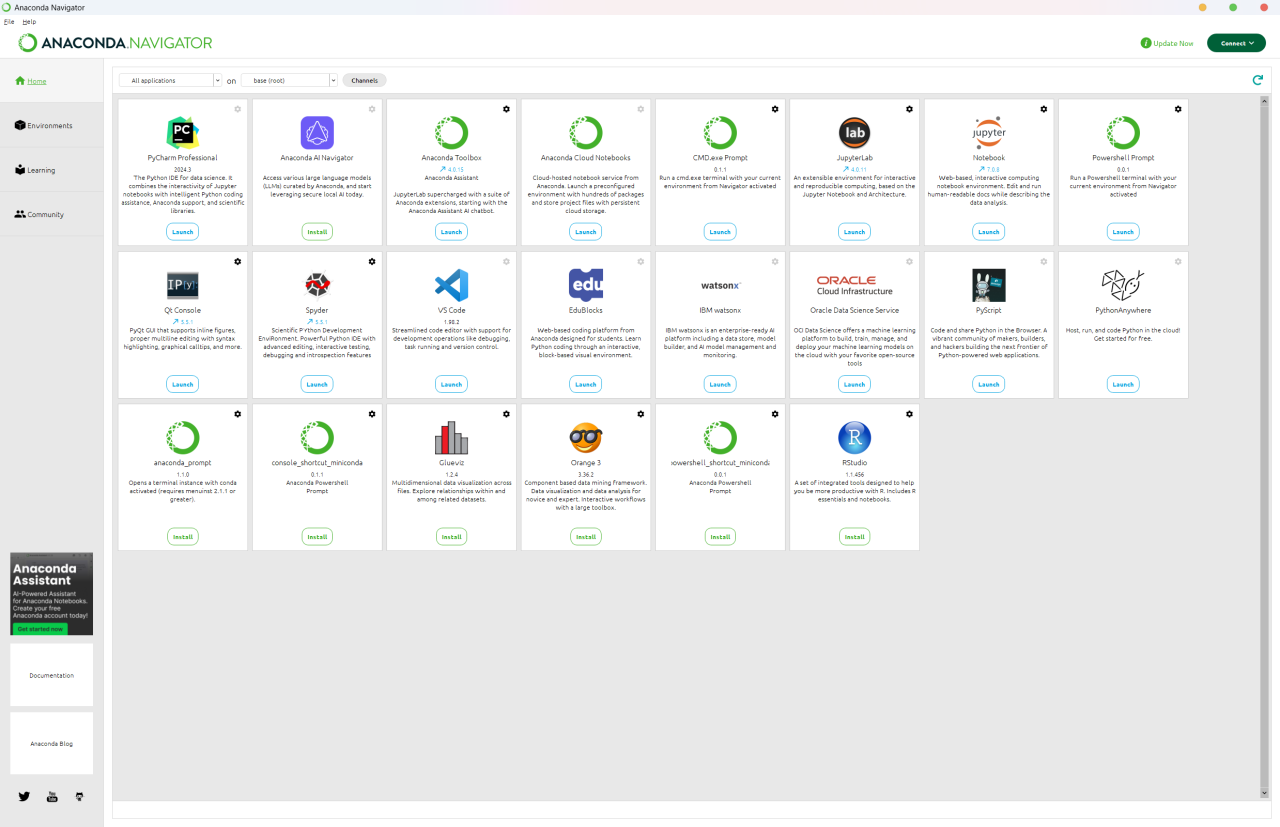 Anaconda Navigator
File Help
ANACONDA.NAVIGATOR
Update Now
Connect
Home
Environments
Learning
Community
All applications
on
base (root)
Channels
PyCharm Professional
2024.3
The Python IDE for data science. It
combines the interactivity of Jupyter
notebooks with intelligent Python coding
assistance, Anaconda support, and scientific
libraries.
Launch
Anaconda AI Navigator
Access various large language models
(LLMs) curated by Anaconda, and start
leveraging secure local AI today.
Install
Anaconda Toolbox
4.0.15
Anaconda Assistant
JupyterLab supercharged with a suite of
Anaconda extensions, starting with the
Anaconda Assistant AI chatbot.
Launch
Anaconda Cloud Notebooks
Cloud-hosted notebook service from
Anaconda. Launch a preconfigured
environment with hundreds of packages
and store project files with persistent
cloud storage.
Launch
CMD.exe Prompt
0.1.1
Run a cmd.exe terminal with your current
environment from Navigator activated
Launch
lab
JupyterLab
4.0.11
An extensible environment for interactive
and reproducible computing, based on the
Jupyter Notebook and Architecture.
Launch
jupyter
Notebook
7.0.8
Web-based, interactive computing
notebook environment. Edit and run
human-readable docs while describing the
data analysis.
Launch
Powershell Prompt
0.0.1
Run a Powershell terminal with your
current environment from Navigator
activated
Launch
IP[y]:
Qt Console
5.5.1
PyQt GUI that supports inline figures,
proper multiline editing with syntax
highlighting, graphical calltips, and more.
Launch
Spyder
5.5.1
Scientific PYthon Development
EnviRonment. Powerful Python IDE with
advanced editing, interactive testing,
debugging and introspection features
Launch
VS Code
1.98.2
Streamlined code editor with support for
development operations like debugging,
task running and version control.
Launch
edu
EduBlocks
Web-based coding platform from
Anaconda designed for students. Learn
Python coding through an interactive,
block-based visual environment.
Launch
watsonx
IBM watsonx
IBM watsonx is an enterprise-ready AI
platform including a data store, model
builder, and AI model management and
monitoring.
Launch
ORACLE
Cloud Infrastructure
Oracle Data Science Service
OCI Data Science offers a machine learning
platform to build, train, manage, and
deploy your machine learning models on
the cloud with your favorite open-source
tools
Launch
PyScript
Code and share Python in the Browser. A
vibrant community of makers, builders,
and hackers building the next frontier of
Python-powered web applications.
Launch
PythonAnywhere
Host, run, and code Python in the cloud!
Get started for free.
Launch
anaconda_prompt
1.1.0
Opens a terminal instance with conda
activated (requires menuinst 2.1.1 or
greater).
Install
console_shortcut_miniconda
0.1.1
Anaconda Powershell
Prompt
Install
Glueviz
1.2.4
Multidimensional data visualization across
files. Explore relationships within and
among related datasets.
Install
Orange 3
3.36.2
Component based data mining framework.
Data visualization and data analysis for
novice and expert. Interactive workflows
with a large toolbox.
Install
powershell_shortcut_miniconda
0.0.1
Anaconda Powershell
Prompt
Install
R
RStudio
1.1.456
A set of integrated tools designed to help
you be more productive with R. Includes R
essentials and notebooks.
Install
Anaconda
Assistant
AI-Powered Assistant
for Anaconda Notebooks.
Create your free
Anaconda account today!
Get started now
Documentation
Anaconda Blog
You
Tube